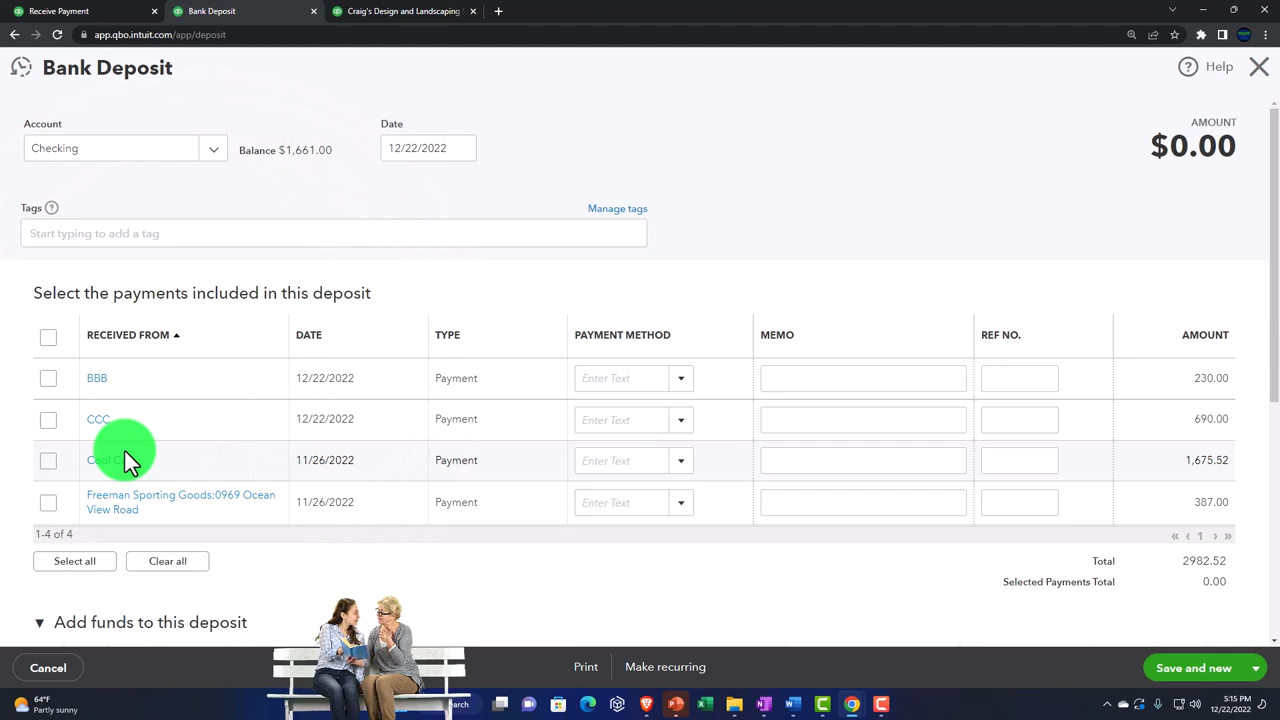 Receive Payment
Bank Deposit
Craig's Design and Landscaping S
app.qbo.intuit.com/app/deposit
Bank Deposit
Help
Account
Date
AMOUNT
Checking
Balance $1,661.00
12/22/2022
$0.00
Tags
Manage tags
Start typing to add a tag
Select the payments included in this deposit
RECEIVED FROM DATE TYPE PAYMENT METHOD MEMO REF NO. AMOUNT
BBB 12/22/2022 Payment Enter Text 230.00
CCC 12/22/2022 Payment Enter Text 690.00
Cool 11/26/2022 Payment Enter Text 1,675.52
Freeman Sporting Goods:0969 Ocean View Road 11/26/2022 Payment Enter Text 387.00
1-4 of 4
« ‹ 1 › »
Select all
Clear all
Total 2982.52
Selected Payments Total 0.00
Add funds to this deposit
Cancel
Print
Make recurring
Save and new
64°F
Partly sunny
5:15 PM
12/22/2022